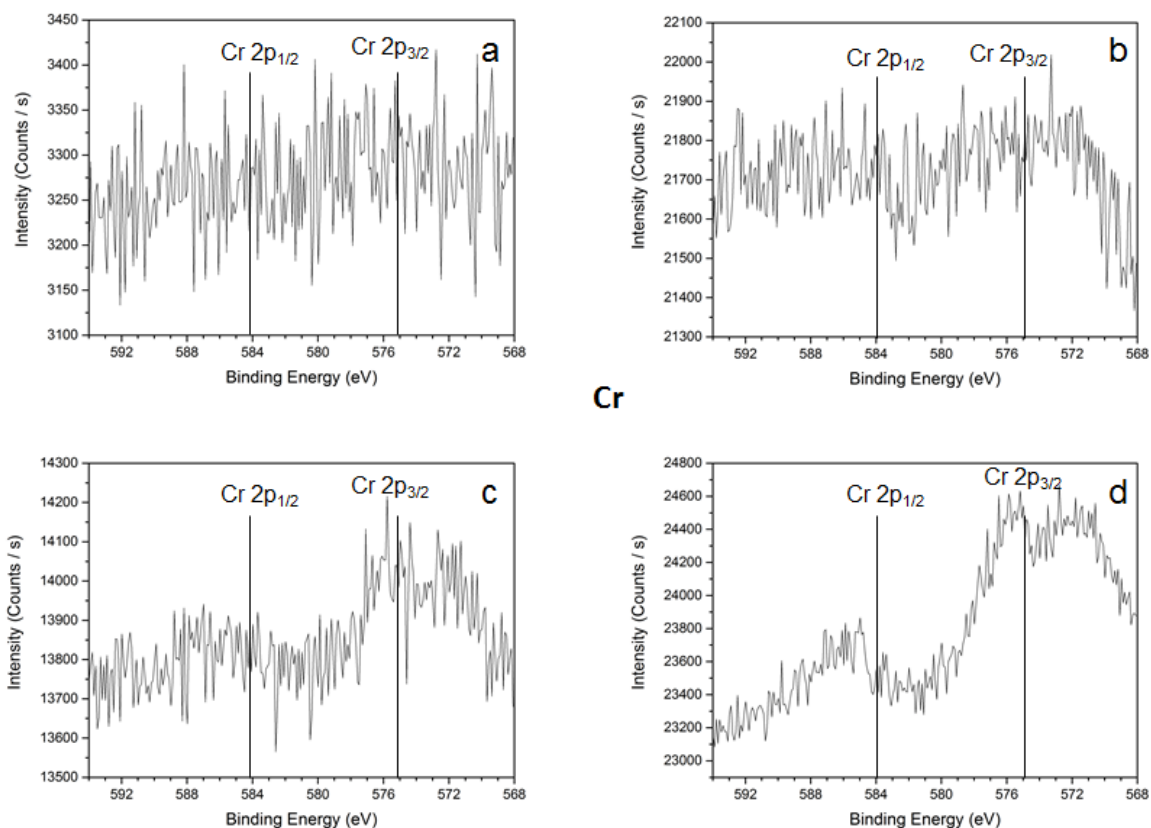 a
Cr 2p1/2
Cr 2p3/2
3450
3400
3350
3300
3250
3200
3150
3100
Intensity (Counts / s)
592 588 584 580 576 572 568
Binding Energy (eV)
b
Cr 2p1/2
Cr 2p3/2
22100
22000
21900
21800
21700
21600
21500
21400
21300
Intensity (Counts / s)
592 588 584 580 576 572 568
Binding Energy (eV)
Cr
c
Cr 2p1/2
Cr 2p3/2
14300
14200
14100
14000
13900
13800
13700
13600
13500
Intensity (Counts / s)
592 588 584 580 576 572 568
Binding Energy (eV)
d
Cr 2p1/2
Cr 2p3/2
24800
24600
24400
24200
24000
23800
23600
23400
23200
23000
Intensity (Counts / s)
592 588 584 580 576 572 568
Binding Energy (eV)